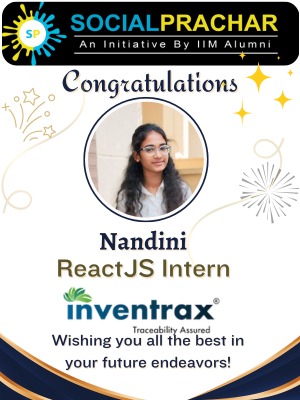 SP
SOCIALPRACHAR
An Initiative By IIM Alumni
Congratulations
Nandini
ReactJS Intern
inventrax®
Traceability Assured
Wishing you all the best in
your future endeavors!